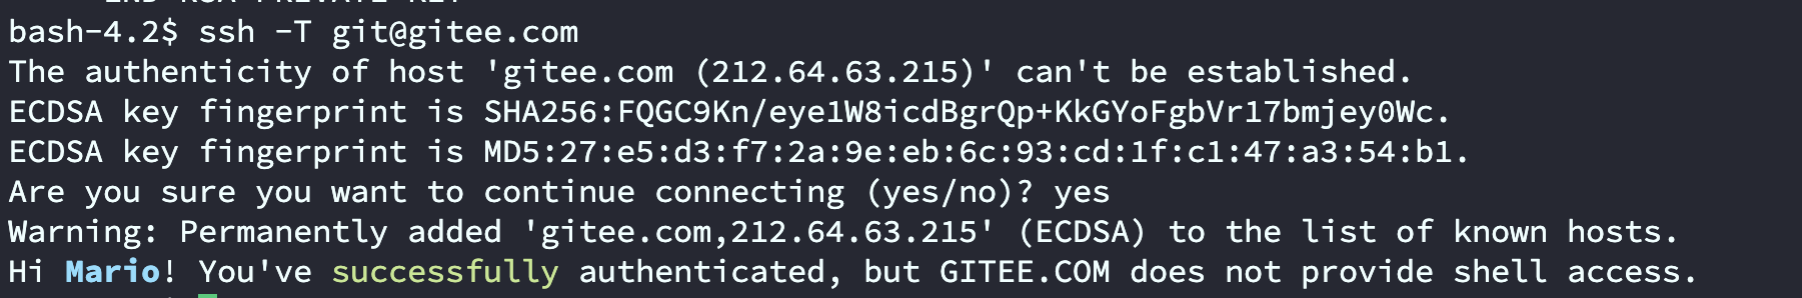 END RSA PRIVATE KEY
bash-4.2$ ssh -T git@gitee.com
The authenticity of host 'gitee.com (212.64.63.215)' can't be established.
ECDSA key fingerprint is SHA256:FQGC9Kn/eye1W8icdBgrQp+KkGYoFgbVr17bmjey0Wc.
ECDSA key fingerprint is MD5:27:e5:d3:f7:2a:9e:eb:6c:93:cd:1f:c1:47:a3:54:b1.
Are you sure you want to continue connecting (yes/no)? yes
Warning: Permanently added 'gitee.com,212.64.63.215' (ECDSA) to the list of known hosts.
Hi Mario! You've successfully authenticated, but GITEE.COM does not provide shell access.